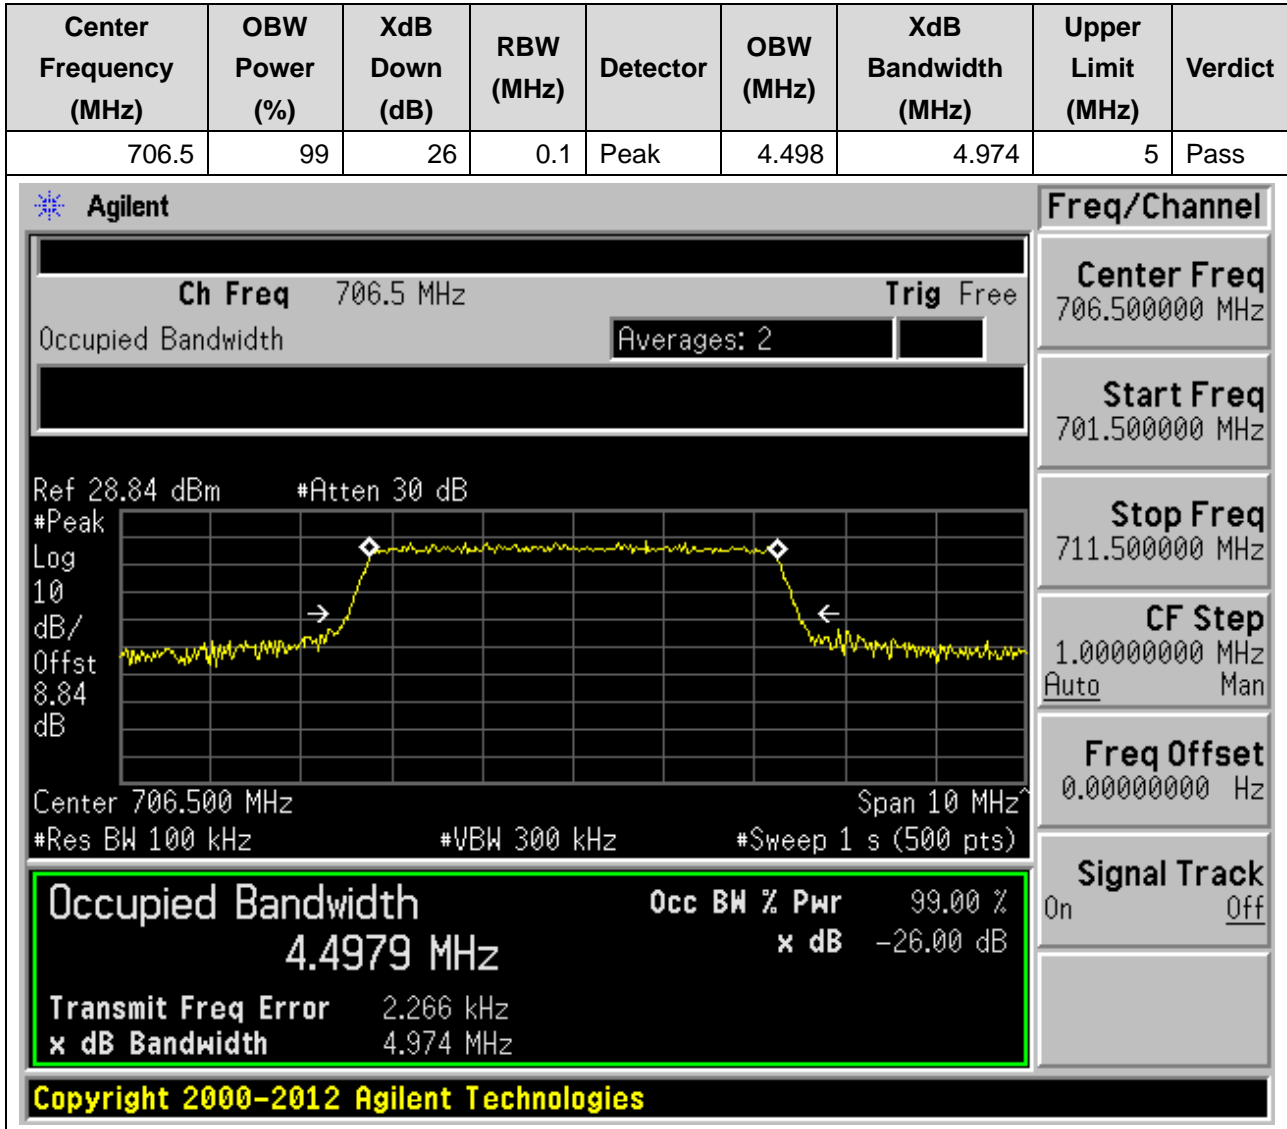 Center Frequency (MHz) OBW Power (%) XdB Down (dB) RBW (MHz) Detector OBW (MHz) XdB Bandwidth (MHz) Upper Limit (MHz) Verdict
706.5 99 26 0.1 Peak 4.498 4.974 5 Pass
Agilent
Ch Freq 706.5 MHz Trig Free
Occupied Bandwidth Averages: 2
Ref 28.84 dBm #Atten 30 dB
#Peak
Log
10
dB/
Offst
8.84
dB
Center 706.500 MHz Span 10 MHz^
#Res BW 100 kHz #VBW 300 kHz #Sweep 1 s (500 pts)
Occupied Bandwidth Occ BW % Pwr 99.00 %
4.4979 MHz x dB -26.00 dB
Transmit Freq Error 2.266 kHz
x dB Bandwidth 4.974 MHz
Copyright 2000-2012 Agilent Technologies
Freq/Channel
Center Freq
706.500000 MHz
Start Freq
701.500000 MHz
Stop Freq
711.500000 MHz
CF Step
1.00000000 MHz
Auto Man
Freq Offset
0.00000000 Hz
Signal Track
On Off